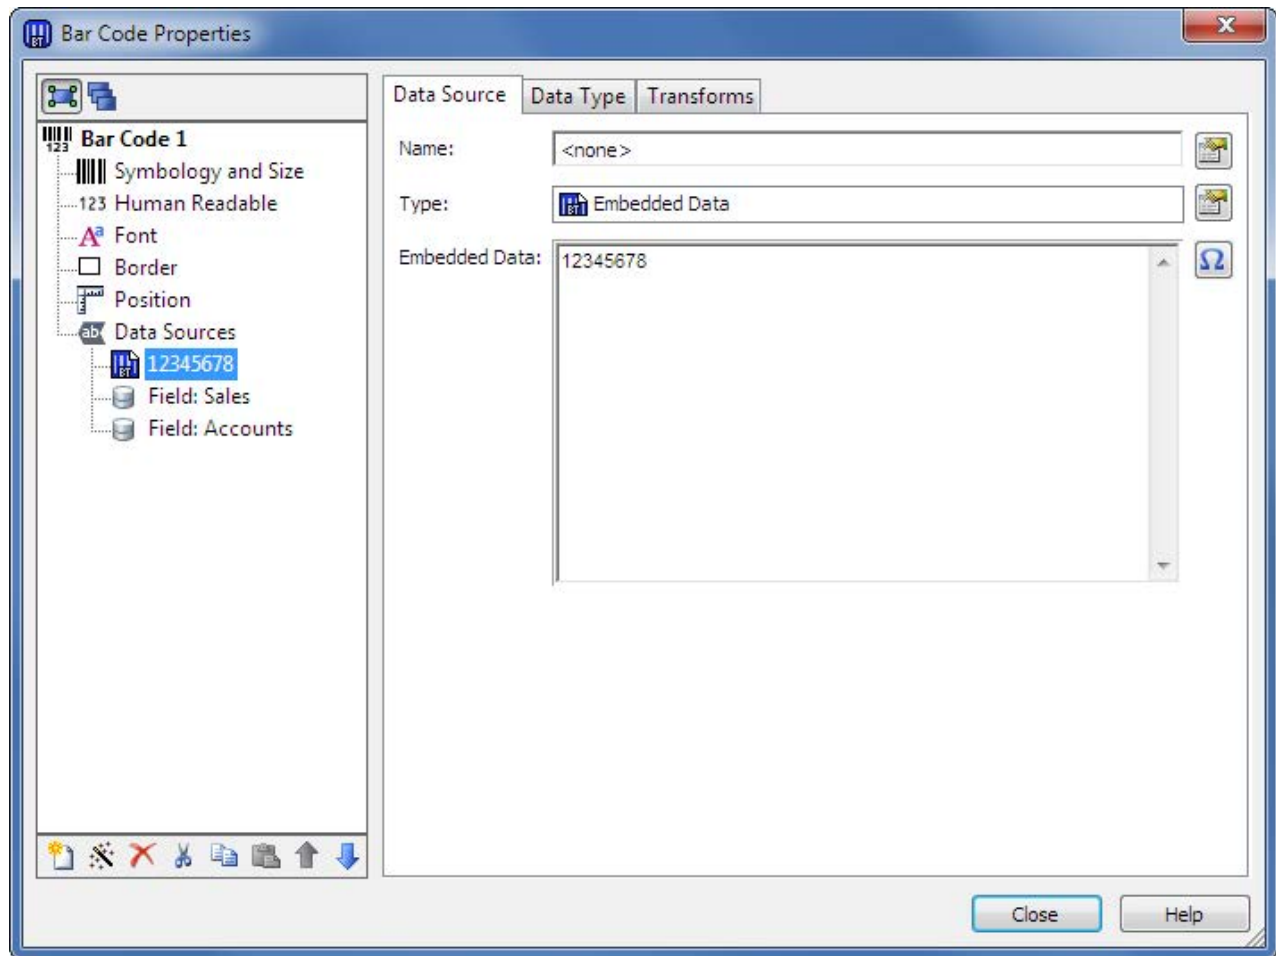 Bar Code Properties
Data Source Data Type Transforms
Bar Code 1
Symbology and Size
123 Human Readable
Font
Border
Position
Data Sources
12345678
Field: Sales
Field: Accounts
Name: <none>
Type: Embedded Data
Embedded Data: 12345678
Close Help